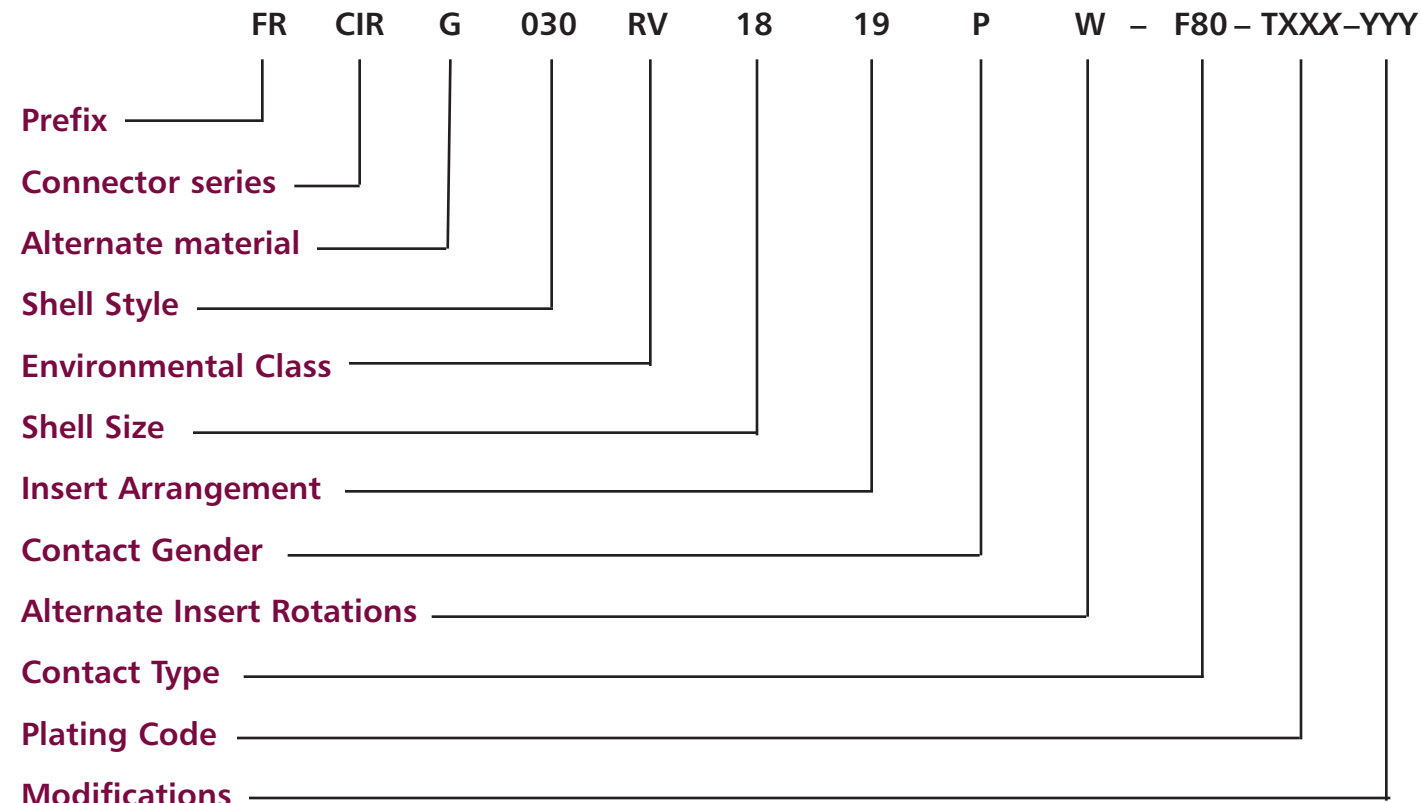 FR CIR G 030 RV 18 19 P W – F80 – TXXX –YYY
Prefix
Connector series
Alternate material
Shell Style
Environmental Class
Shell Size
Insert Arrangement
Contact Gender
Alternate Insert Rotations
Contact Type
Plating Code
Modifications